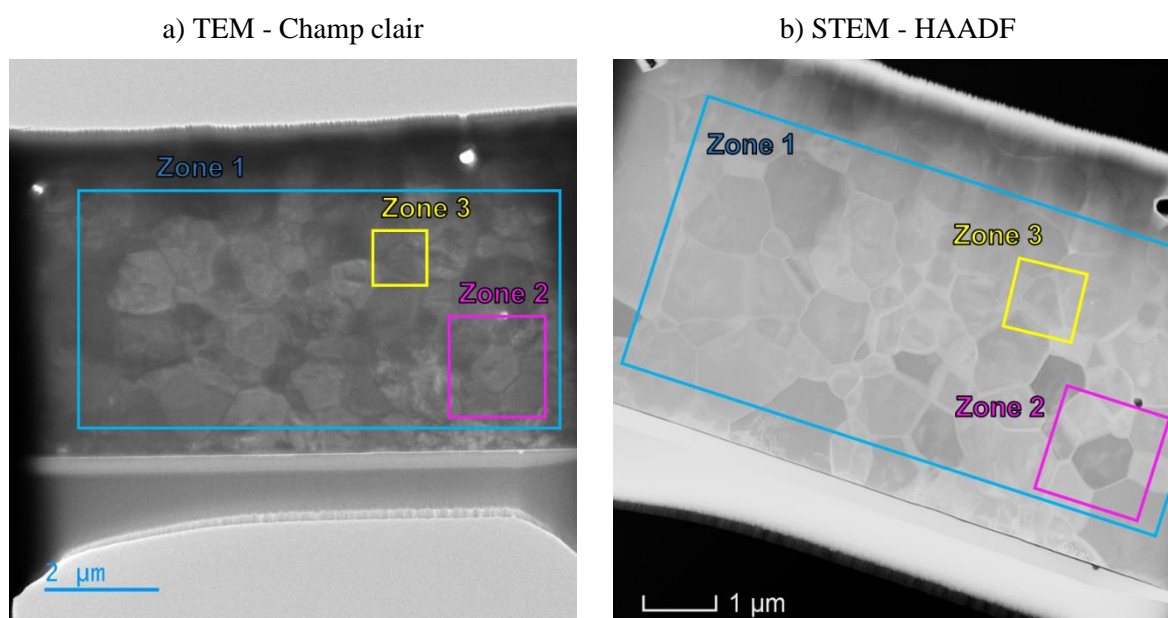 a) TEM - Champ clair
b) STEM - HAADF
Zone 1
Zone 3
Zone 2
2 µm
Zone 1
Zone 3
Zone 2
1 µm